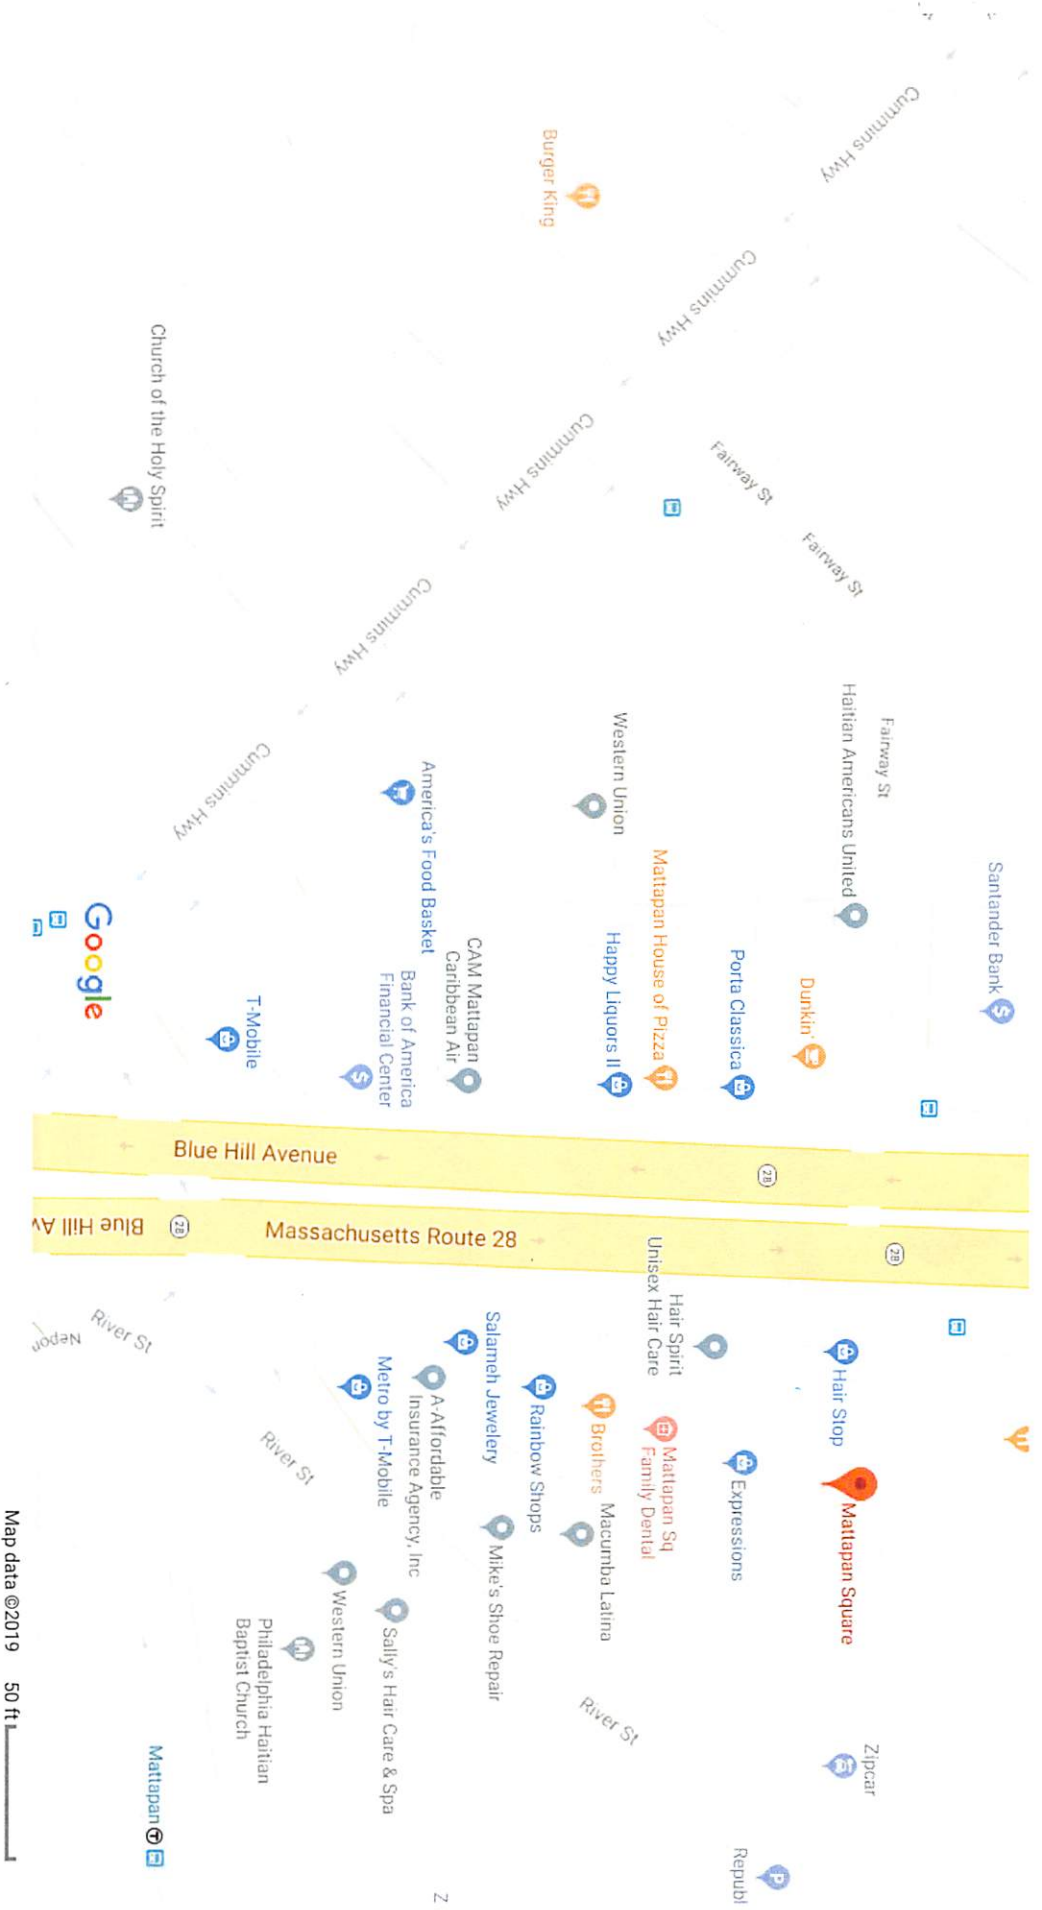 Cummins Hwy
Burger King
Cummins Hwy
Church of the Holy Spirit
Cummins Hwy
Fairway St
Fairway St
Cummins Hwy
Haitian Americans United
Fairway St
Western Union
Cummins Hwy
America's Food Basket
Mattapan House of Pizza
Santander Bank
Happy Liquors II
CAM Mattapan
Caribbean Air
Porta Classica
Dunkin'
Bank of America
Financial Center
T-Mobile
Google
Blue Hill Avenue
28
Blue Hill Av
28
Massachusetts Route 28
28
Hair Spirit
Unisex Hair Care
River St
Nepon
Salameh Jewelery
Hair Stop
Metro by T-Mobile
A-Affordable
Insurance Agency, Inc
Rainbow Shops
Brothers
Mattapan Sq
Family Dental
Expressions
Mattapan Square
River St
Macumba Latina
Mike's Shoe Repair
Western Union
Sally's Hair Care & Spa
Philadelphia Haitian
Baptist Church
River St
Zipcar
Mattapan T
P
Republ
Z
Map data ©2019 50 ft